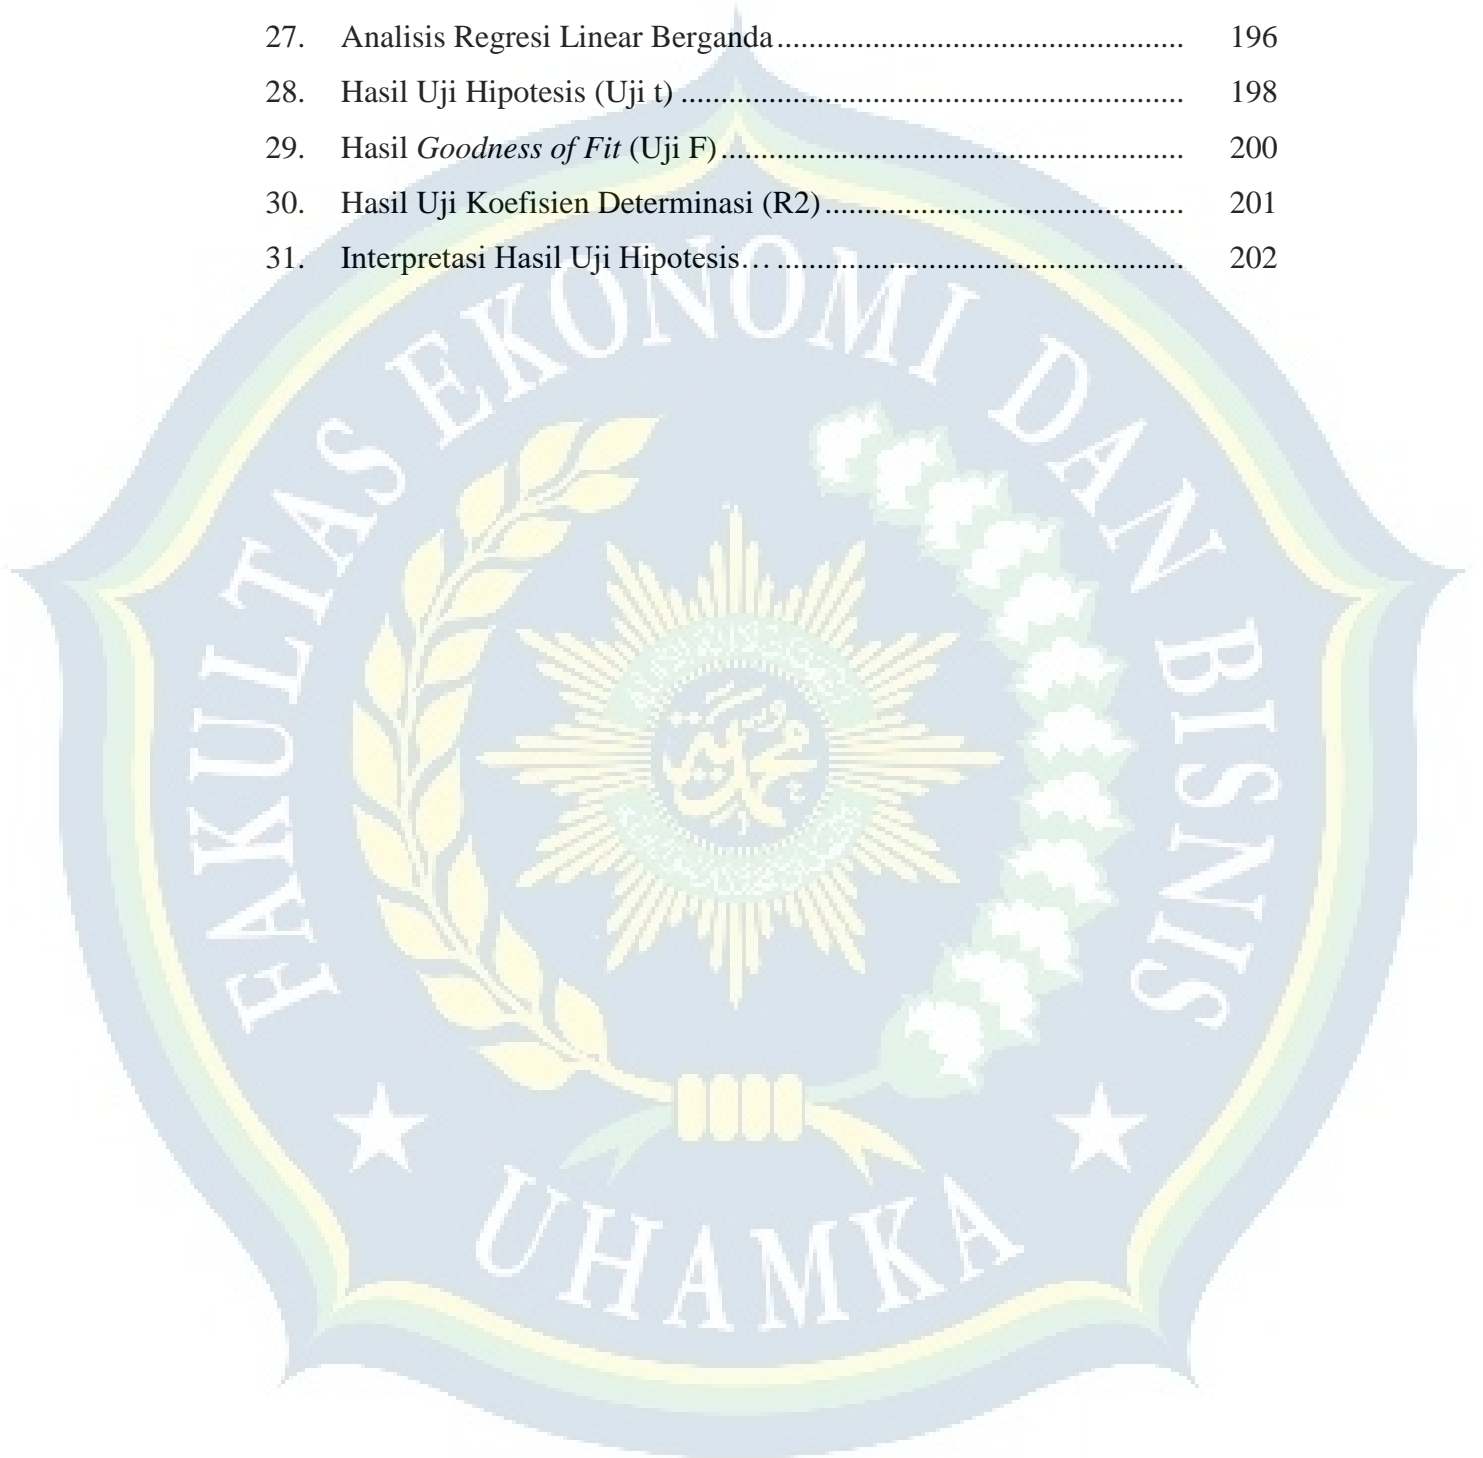 27. Analisis Regresi Linear Berganda.................................................. 196
28. Hasil Uji Hipotesis (Uji t) .............................................................. 198
29. Hasil Goodness of Fit (Uji F)......................................................... 200
30. Hasil Uji Koefisien Determinasi (R2)............................................ 201
31. Interpretasi Hasil Uji Hipotesis… .................................................. 202
FAKULTAS EKONOMI DAN BISNIS
UHAMKA